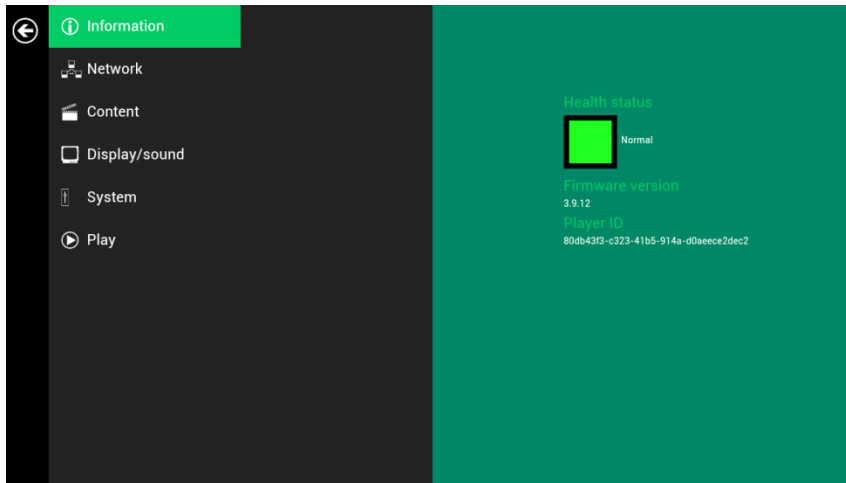 Information
Network
Content
Display/sound
System
Play
Health status
Normal
Firmware version
3.9.12
Player ID
80db43f3-c323-41b5-914a-d0aeece2dec2